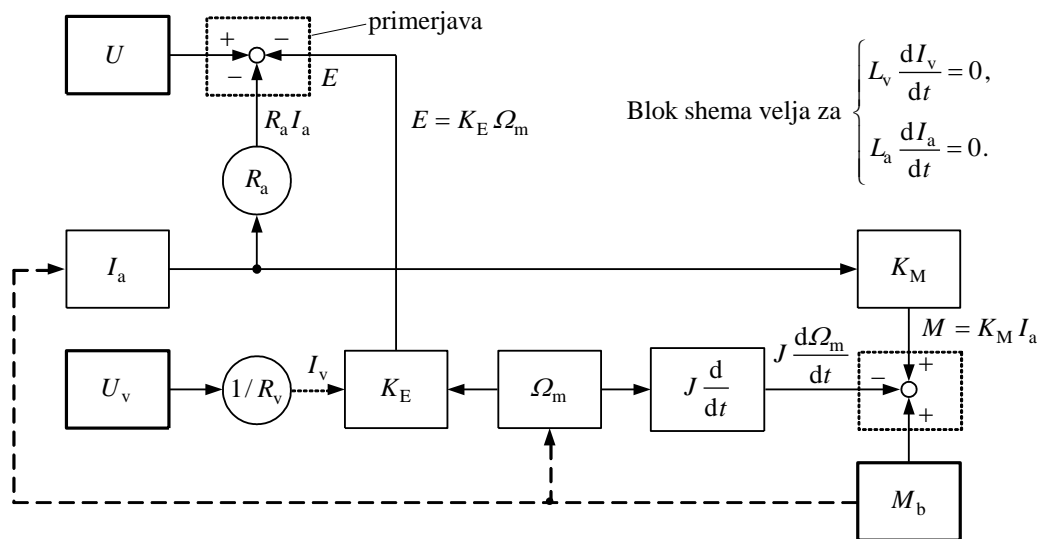 primerjava
U
+
−
−
E
R_a I_a
E = K_E Ω_m
Blok shema velja za { L_v dI_v/dt = 0,
L_a dI_a/dt = 0.
R_a
I_a
K_M
M = K_M I_a
U_v
1/R_v
I_v
K_E
Ω_m
J d/dt
J dΩ_m/dt
−
+
+
M_b